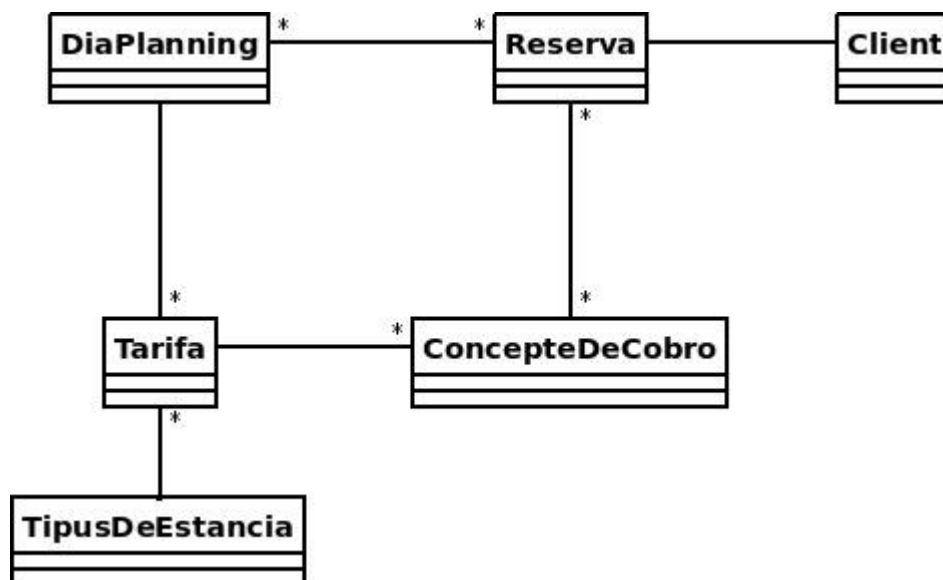 DiaPlanning
*
*
Reserva
Client
*
*
*
*
Tarifa
ConcepteDeCobro
*
TipusDeEstancia